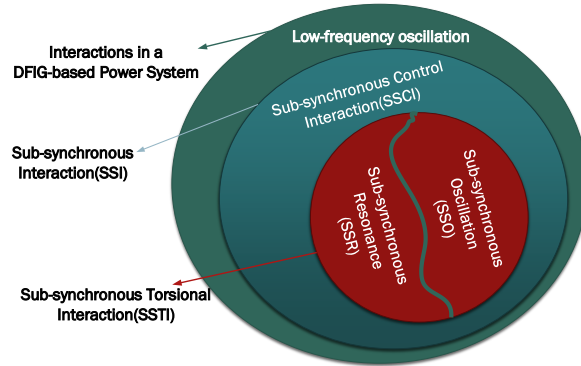 Low-frequency oscillation
Interactions in a
DFIG-based Power System
Sub-synchronous Control
Interaction(SSCI)
Sub-synchronous
Interaction(SSI)
Sub-synchronous
Resonance
(SSR)
Sub-synchronous
Oscillation
(SSO)
Sub-synchronous Torsional
Interaction(SSTI)